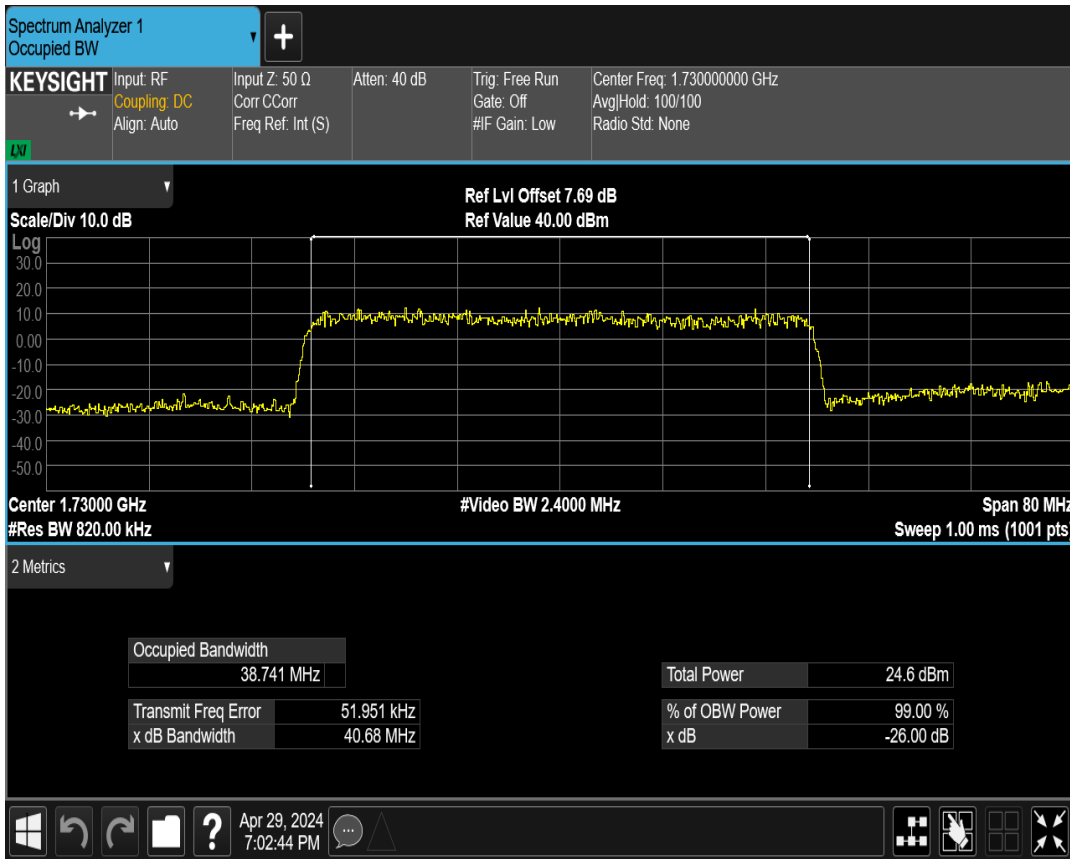 Spectrum Analyzer 1
Occupied BW
+
KEYSIGHT
Input: RF
Coupling: DC
Align: Auto
Input Z: 50 Ω
Corr CCorr
Freq Ref: Int (S)
Atten: 40 dB
Trig: Free Run
Gate: Off
#IF Gain: Low
Center Freq: 1.730000000 GHz
Avg|Hold: 100/100
Radio Std: None
LXI
1 Graph
Scale/Div 10.0 dB
Ref Lvl Offset 7.69 dB
Ref Value 40.00 dBm
Log
30.0
20.0
10.0
0.00
-10.0
-20.0
-30.0
-40.0
-50.0
Center 1.73000 GHz
#Video BW 2.4000 MHz
Span 80 MHz
#Res BW 820.00 kHz
Sweep 1.00 ms (1001 pts)
2 Metrics
Occupied Bandwidth
38.741 MHz
Transmit Freq Error 51.951 kHz
x dB Bandwidth 40.68 MHz
Total Power 24.6 dBm
% of OBW Power 99.00 %
x dB -26.00 dB
?
Apr 29, 2024
7:02:44 PM